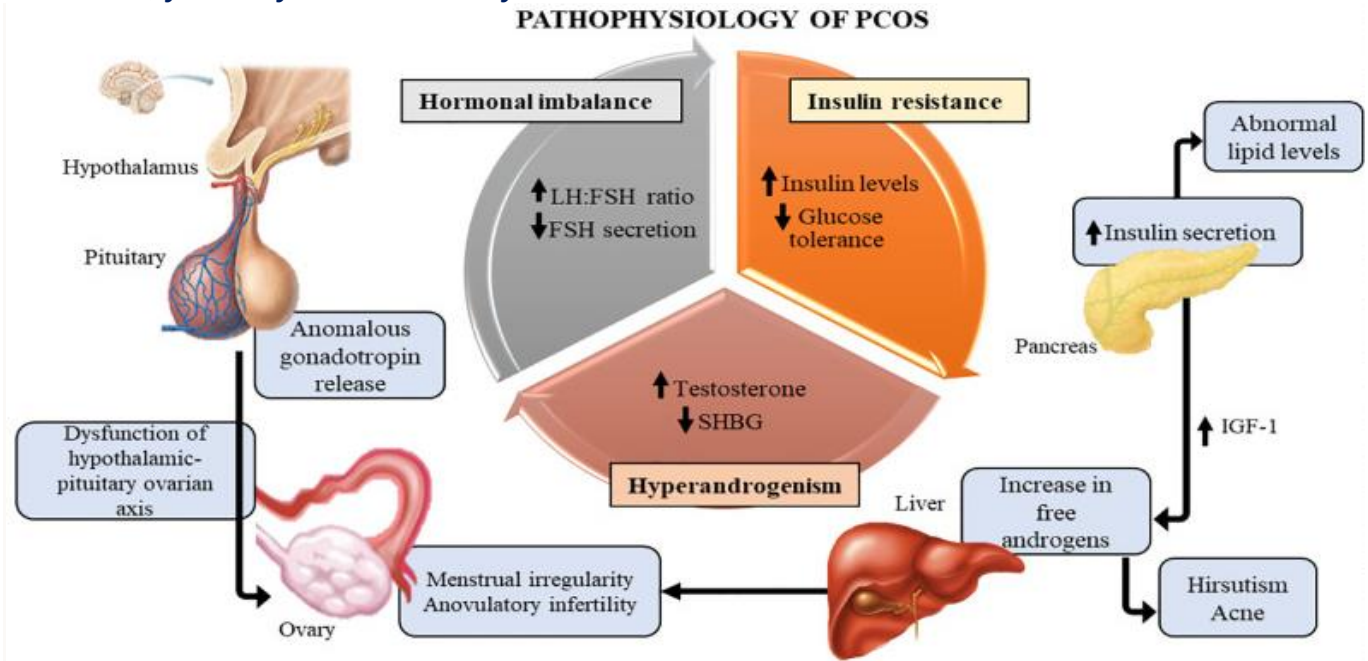 PATHOPHYSIOLOGY OF PCOS
Hormonal imbalance
Insulin resistance
Hypothalamus
Pituitary
↑ LH:FSH ratio
↓ FSH secretion
↑ Insulin levels
↓ Glucose
tolerance
Abnormal
lipid levels
↑ Insulin secretion
Pancreas
Anomalous
gonadotropin
release
↑ Testosterone
↓ SHBG
Hyperandrogenism
Dysfunction of
hypothalamic-
pituitary ovarian
axis
↑ IGF-1
Liver
Increase in
free
androgens
Menstrual irregularity
Anovulatory infertility
Ovary
Hirsutism
Acne